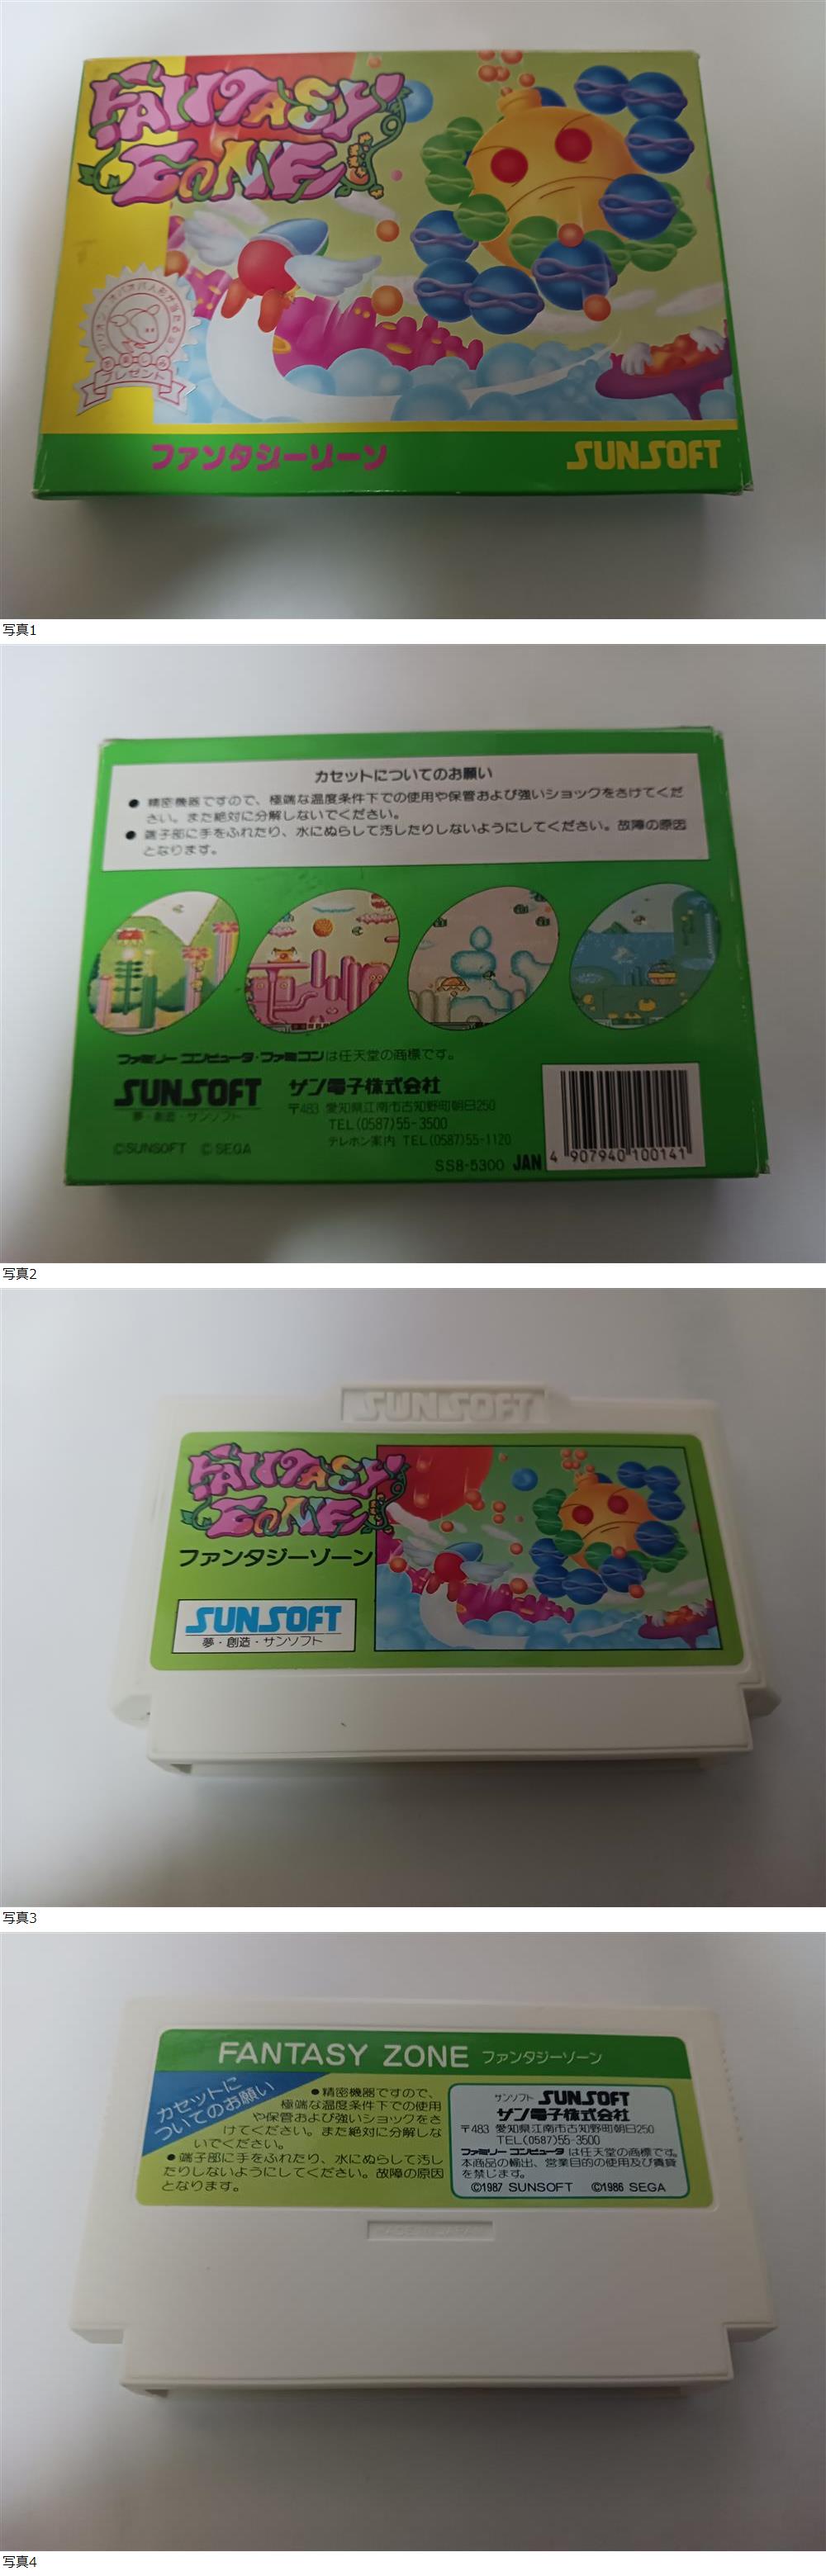 FANTASY
ZONE
プレゼント
ファンタジーゾーン
SUNSOFT
写真1
カセットについてのお願い
● 精密機器ですので、極端な温度条件下での使用や保管および強いショックをさけてくだ
さい。また絶対に分解しないでください。
● 端子部に手をふれたり、水にぬらして汚したりしないようにしてください。故障の原因
となります。
ファミリーコンピュータ・ファミコンは任天堂の商標です。
SUNSOFT サン電子株式会社
夢・創造・サンソフト
〒483 愛知県江南市古知野町朝日250
TEL(0587)55-3500
テレホン案内 TEL(0587)55-1120
©SUNSOFT ©SEGA
SS8-5300 JAN
4 907940 100141
写真2
SUNSOFT
FANTASY
ZONE
ファンタジーゾーン
SUNSOFT
夢・創造・サンソフト
写真3
FANTASY ZONE ファンタジーゾーン
カセットに
ついてのお願い
●精密機器ですので、
極端な温度条件下での使用
や保管および強いショックをさ
けてください。また絶対に分解しな
いでください。
●端子部に手をふれたり、水にぬらして汚し
たりしないようにしてください。故障の原因
となります。
サンソフト SUNSOFT
サン電子株式会社
〒483 愛知県江南市古知野町朝日250
TEL(0587)55-3500
ファミリーコンピュータは任天堂の商標です。
本商品の輸出、営業目的の使用及び賃貸
を禁じます。
©1987 SUNSOFT ©1986 SEGA
写真4